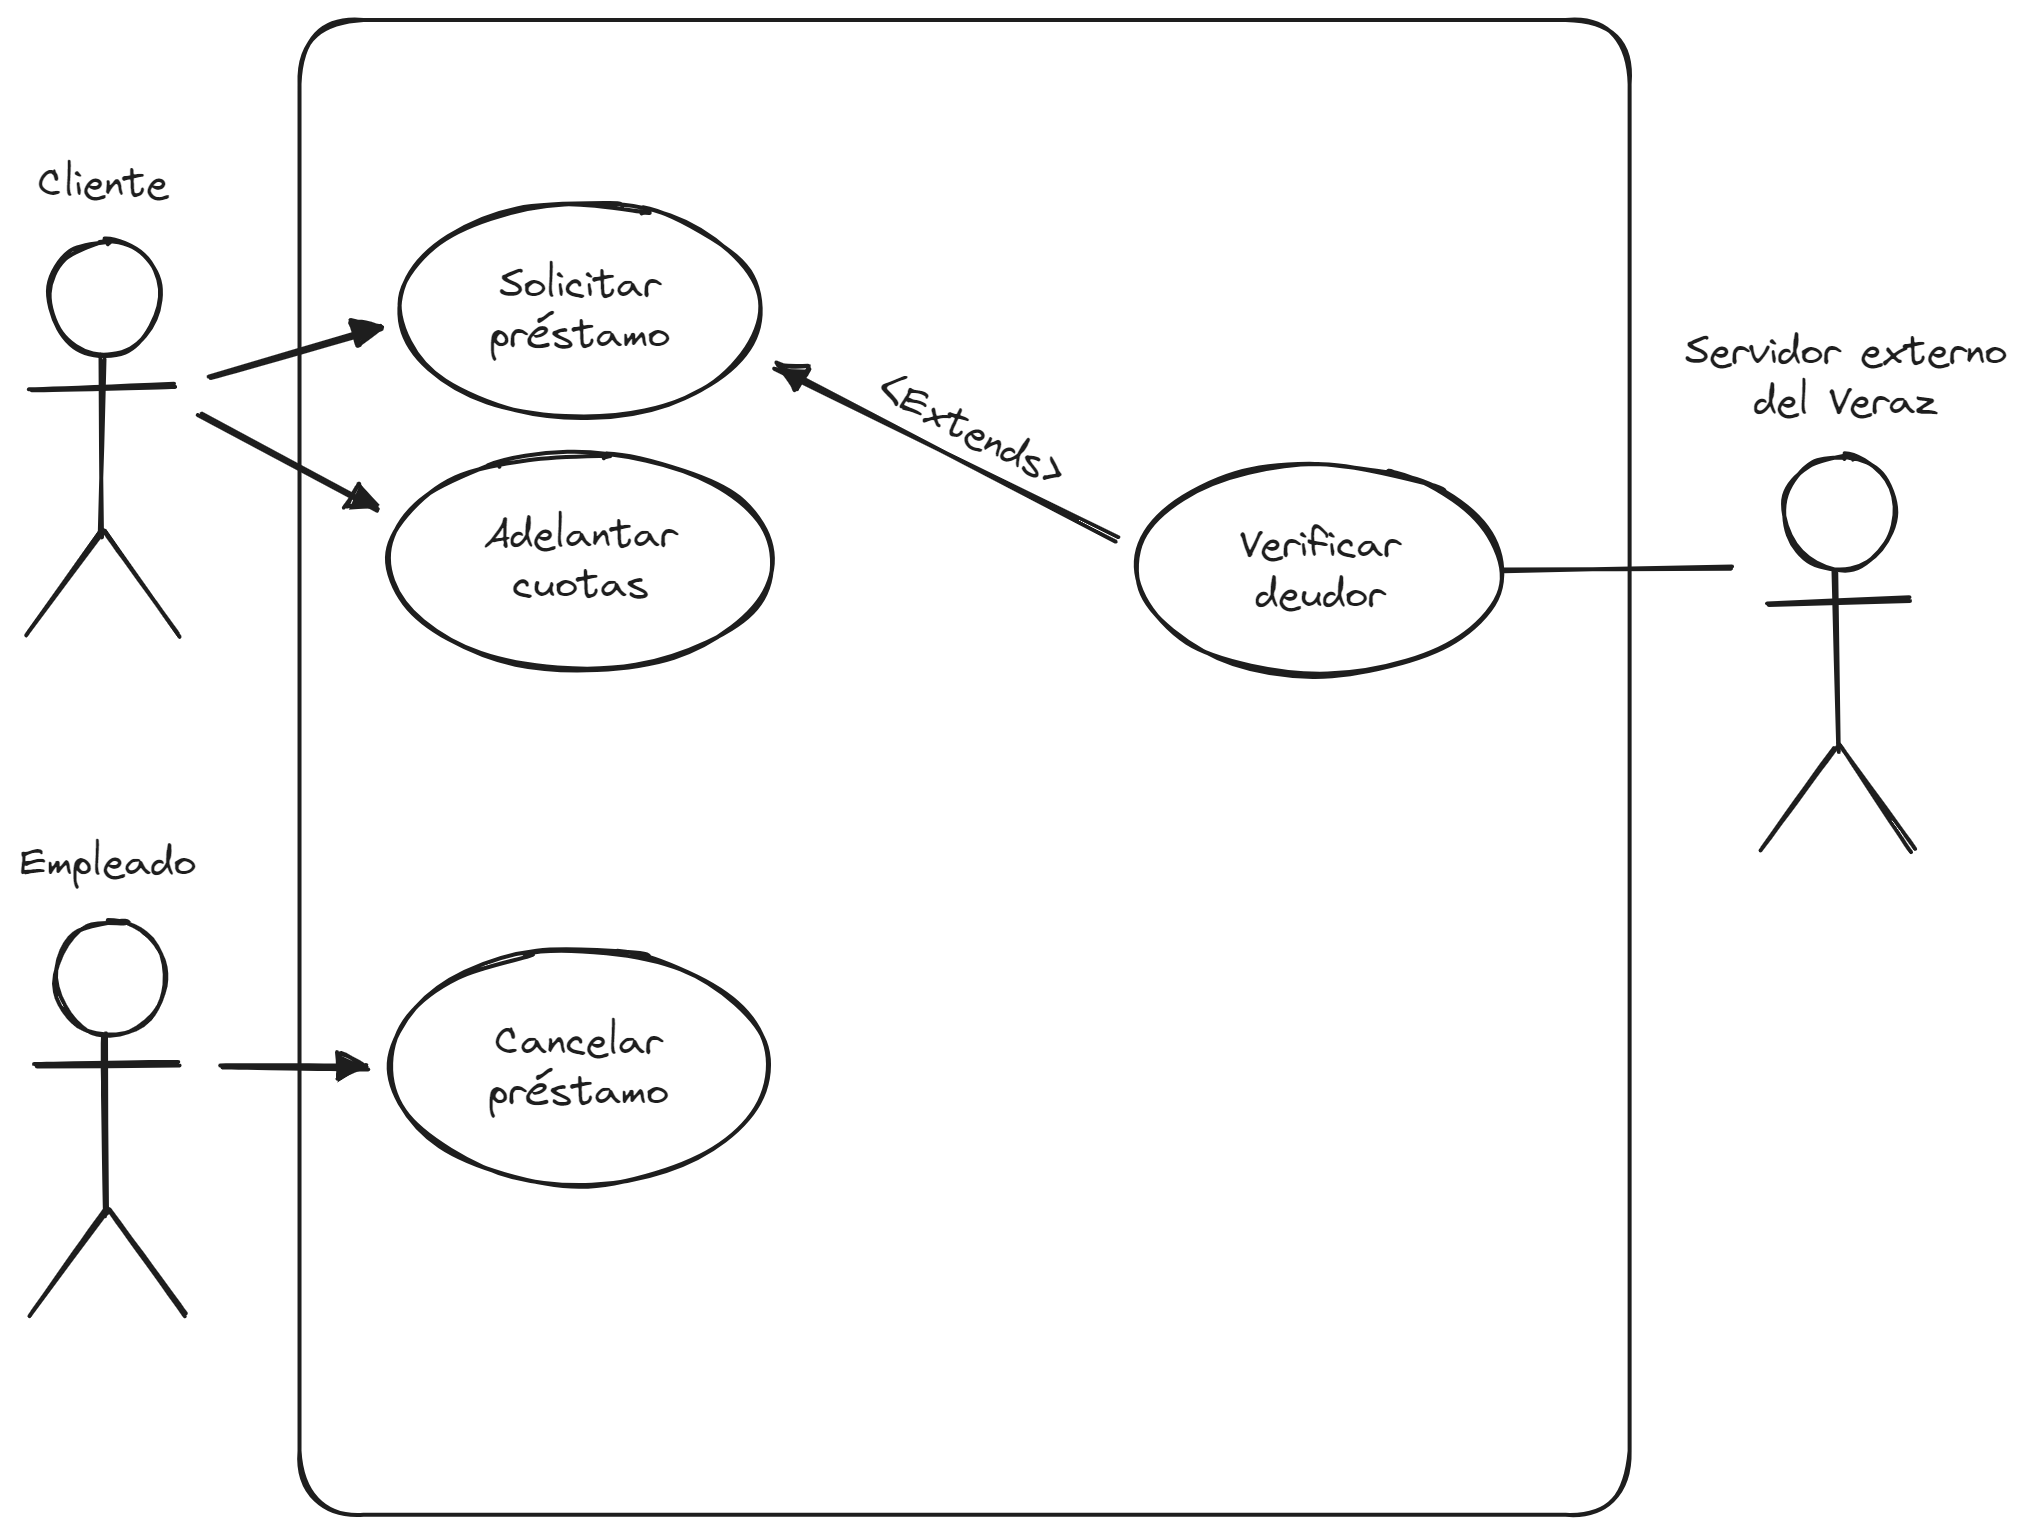 Cliente
Solicitar
préstamo
<Extends>
Servidor externo
del Veraz
Adelantar
cuotas
Verificar
deudor
Empleado
Cancelar
préstamo